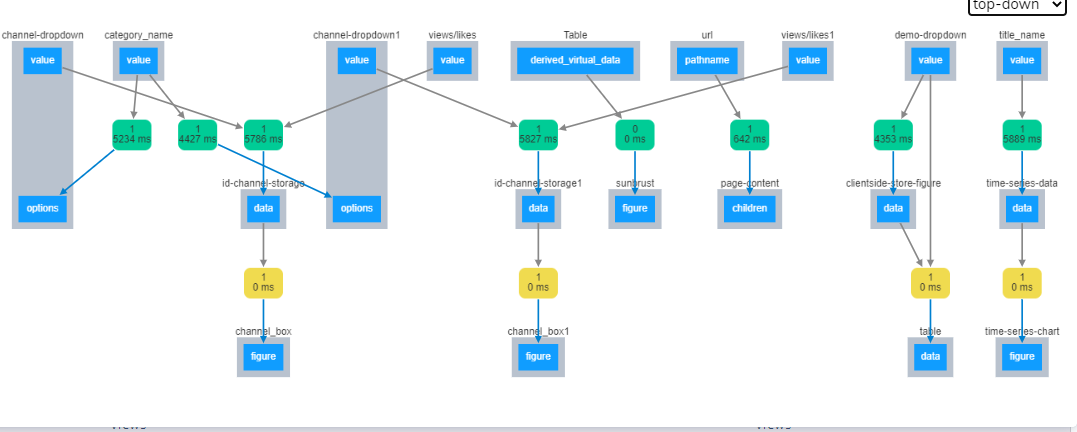 top-down
channel-dropdown
category_name
channel-dropdown1
views/likes
Table
url
views/likes1
demo-dropdown
title_name
value
value
value
value
derived_virtual_data
pathname
value
value
value
1
5234 ms
1
4427 ms
1
5786 ms
1
5827 ms
0
0 ms
1
642 ms
1
4353 ms
1
5889 ms
id-channel-storage
id-channel-storage1
sunbrust
page-content
clientside-store-figure
time-series-data
options
data
options
data
figure
children
data
data
1
0 ms
1
0 ms
1
0 ms
1
0 ms
channel_box
channel_box1
table
time-series-chart
figure
figure
data
figure
views
views